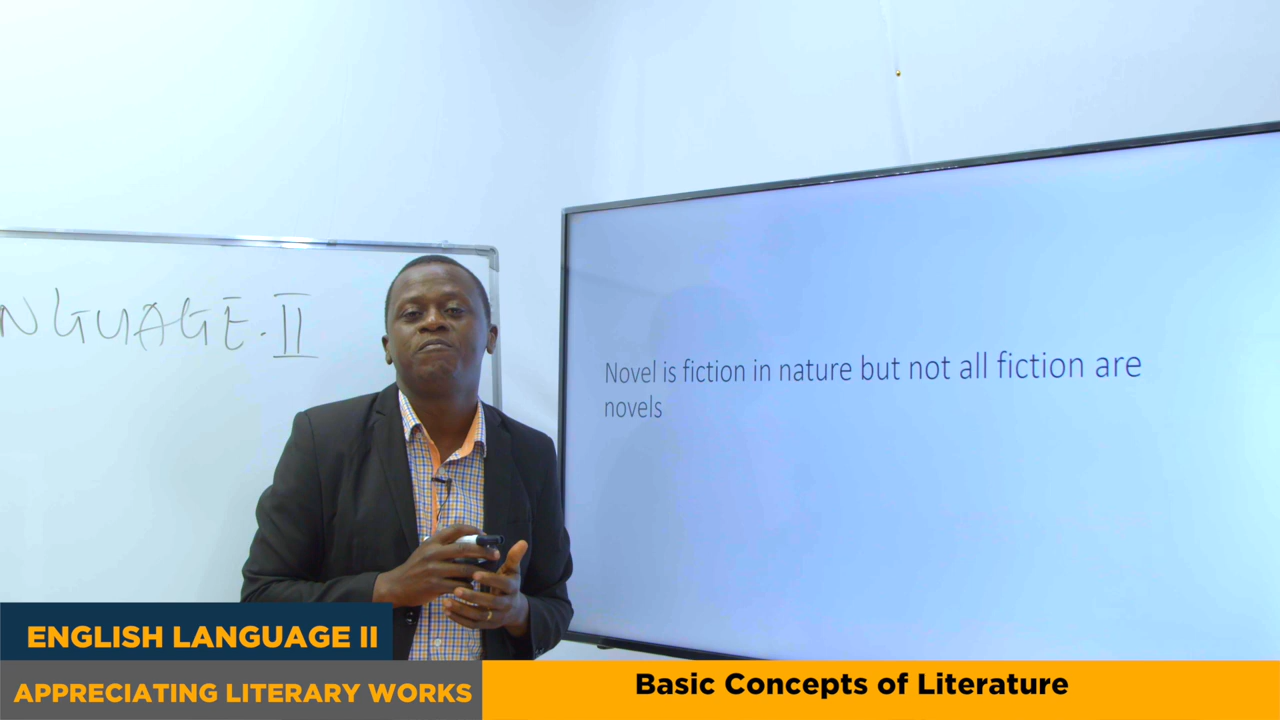 NGUAGE. II
Novel is fiction in nature but not all fiction are
novels
ENGLISH LANGUAGE II
APPRECIATING LITERARY WORKS
Basic Concepts of Literature